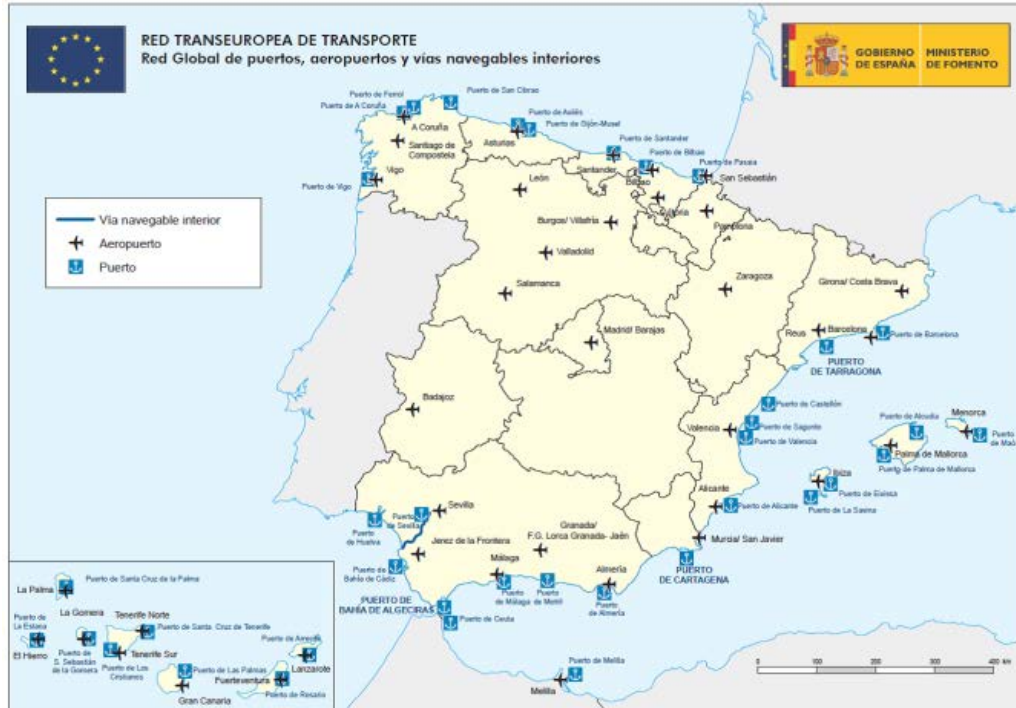 RED TRANSEUROPEA DE TRANSPORTE
Red Global de puertos, aeropuertos y vías navegables interiores
GOBIERNO
DE ESPAÑA
MINISTERIO
DE FOMENTO
Vía navegable interior
Aeropuerto
Puerto
Puerto de Ferrol
Puerto de A Coruña
Puerto de San Cibrao
A Coruña
Santiago de
Compostela
Puerto de Vigo
Vigo
Puerto de Avilés
Puerto de Gijón-Musel
Asturias
Puerto de Santander
Santander
Puerto de Bilbao
Bilbao
Puerto de Pasaia
San Sebastián
León
Burgos/ Villafría
Pamplona
Valladolid
Salamanca
Zaragoza
Girona/ Costa Brava
Reus
Barcelona
Puerto de Barcelona
PUERTO
DE TARRAGONA
Madrid/ Barajas
Badajoz
Puerto de Castellón
Puerto de Sagunto
Valencia
Puerto de Valencia
Puerto de Alcudia
Palma de Mallorca
Puerto de Palma de Mallorca
Menorca
Puerto
de Maó
Ibiza
Puerto de Eivissa
Puerto de La Savina
Alicante
Puerto de Alicante
Murcia/ San Javier
PUERTO
DE CARTAGENA
Sevilla
Puerto
de Sevilla
Puerto
de Huelva
Jerez de la Frontera
Granada/
F.G. Lorca Granada- Jaén
Puerto de
Bahía de Cádiz
Málaga
Puerto
de Málaga
Puerto
de Motril
Almería
Puerto
de Almería
PUERTO DE
BAHÍA DE ALGECIRAS
Puerto de Ceuta
Puerto de Melilla
Melilla
0 100 200 300 400 km
Puerto de Santa Cruz de la Palma
La Palma
La Gomera
Puerto de
La Estaca
El Hierro
Puerto de
S. Sebastián
de la Gomera
Tenerife Norte
Puerto de Santa Cruz de Tenerife
Tenerife Sur
Puerto de Los
Cristianos
Puerto de Las Palmas
Gran Canaria
Puerto de Arrecife
Lanzarote
Fuerteventura
Puerto de Rosario